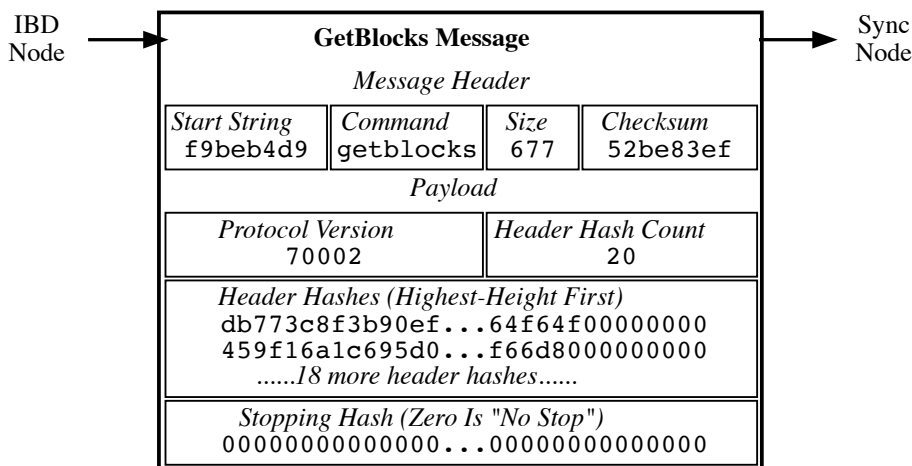 IBD
Node
GetBlocks Message
Sync
Node
Message Header
Start String Command Size Checksum
f9beb4d9 getblocks 677 52be83ef
Payload
Protocol Version Header Hash Count
70002 20
Header Hashes (Highest-Height First)
db773c8f3b90ef...64f64f00000000
459f16a1c695d0...f66d8000000000
......18 more header hashes......
Stopping Hash (Zero Is "No Stop")
00000000000000...00000000000000